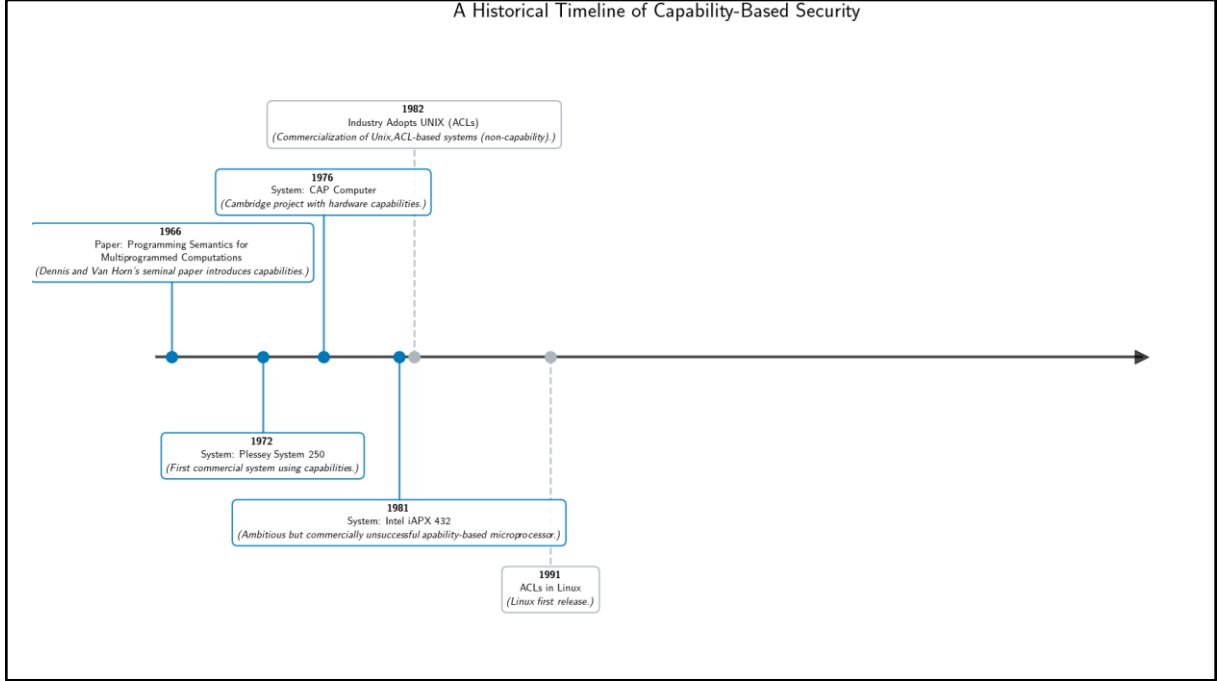 A Historical Timeline of Capability-Based Security
1982
Industry Adopts UNIX (ACLs)
(Commercialization of Unix,ACL-based systems (non-capability).)
1976
System: CAP Computer
(Cambridge project with hardware capabilities.)
1966
Paper: Programming Semantics for
Multiprogrammed Computations
(Dennis and Van Horn's seminal paper introduces capabilities.)
1972
System: Plessey System 250
(First commercial system using capabilities.)
1981
System: Intel iAPX 432
(Ambitious but commercially unsuccessful apability-based microprocessor.)
1991
ACLs in Linux
(Linux first release.)